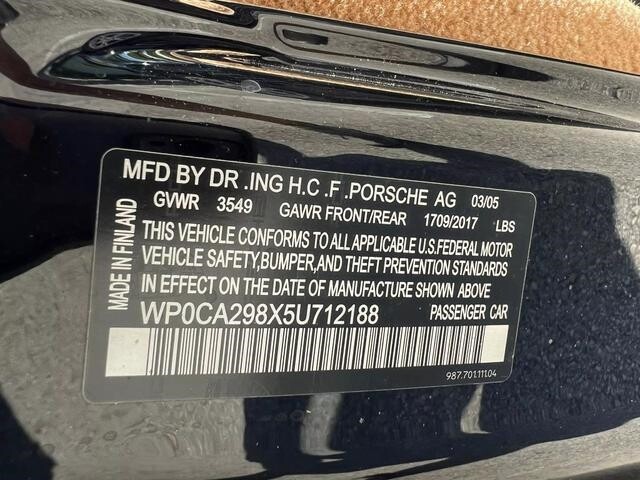 MFD BY DR .ING H.C .F .PORSCHE AG 03/05
GVWR 3549 GAWR FRONT/REAR 1709/2017 LBS
THIS VEHICLE CONFORMS TO ALL APPLICABLE U.S.FEDERAL MOTOR
VEHICLE SAFETY,BUMPER,AND THEFT PREVENTION STANDARDS
IN EFFECT ON THE DATE OF MANUFACTURE SHOWN ABOVE
WP0CA298X5U712188 PASSENGER CAR
987.701.111.04
MADE IN FINLAND